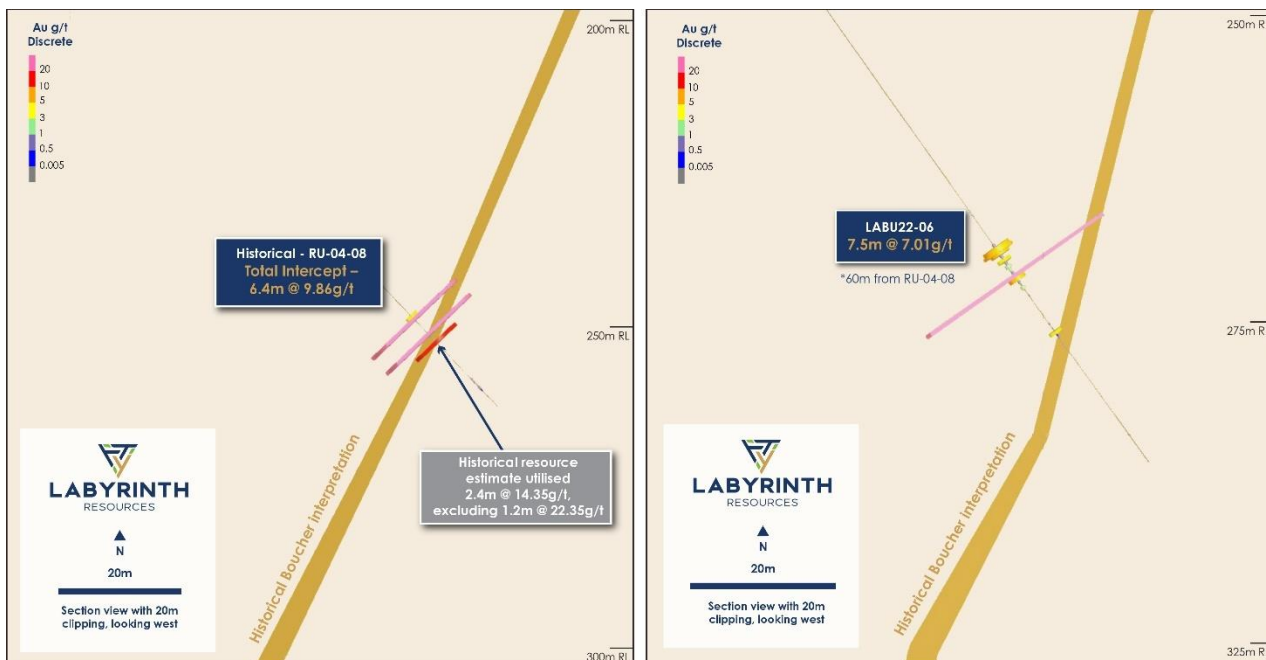 Au g/t
Discrete
20
10
5
3
1
0.5
0.005
200m RL
Historical - RU-04-08
Total Intercept –
6.4m @ 9.86g/t
250m RL
Historical resource
estimate utilised
2.4m @ 14.35g/t,
excluding 1.2m @ 22.35g/t
Historical Boucher interpretation
LABYRINTH
RESOURCES
N
20m
Section view with 20m
clipping, looking west
300m RL
Au g/t
Discrete
20
10
5
3
1
0.5
0.005
250m RL
LABU22-06
7.5m @ 7.01g/t
*60m from RU-04-08
275m RL
Historical Boucher interpretation
LABYRINTH
RESOURCES
N
20m
Section view with 20m
clipping, looking west
325m RL